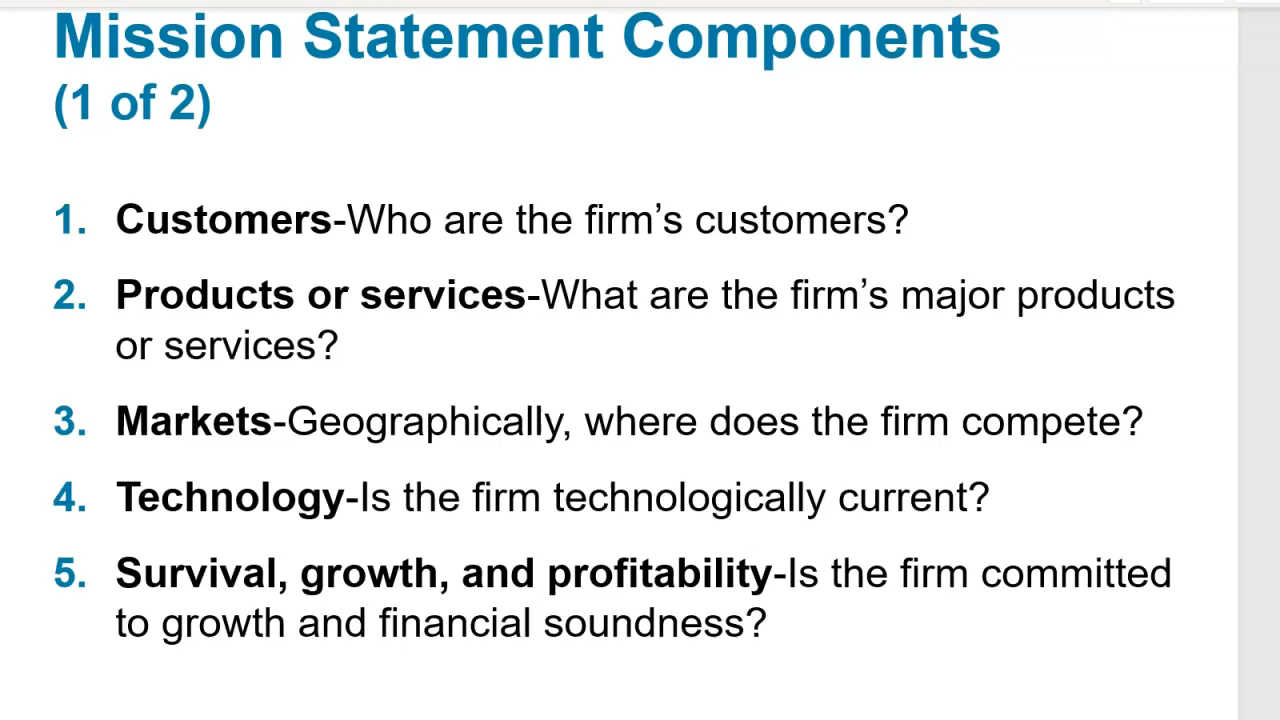 Mission Statement Components
(1 of 2)
1. Customers-Who are the firm’s customers?
2. Products or services-What are the firm’s major products
or services?
3. Markets-Geographically, where does the firm compete?
4. Technology-Is the firm technologically current?
5. Survival, growth, and profitability-Is the firm committed
to growth and financial soundness?